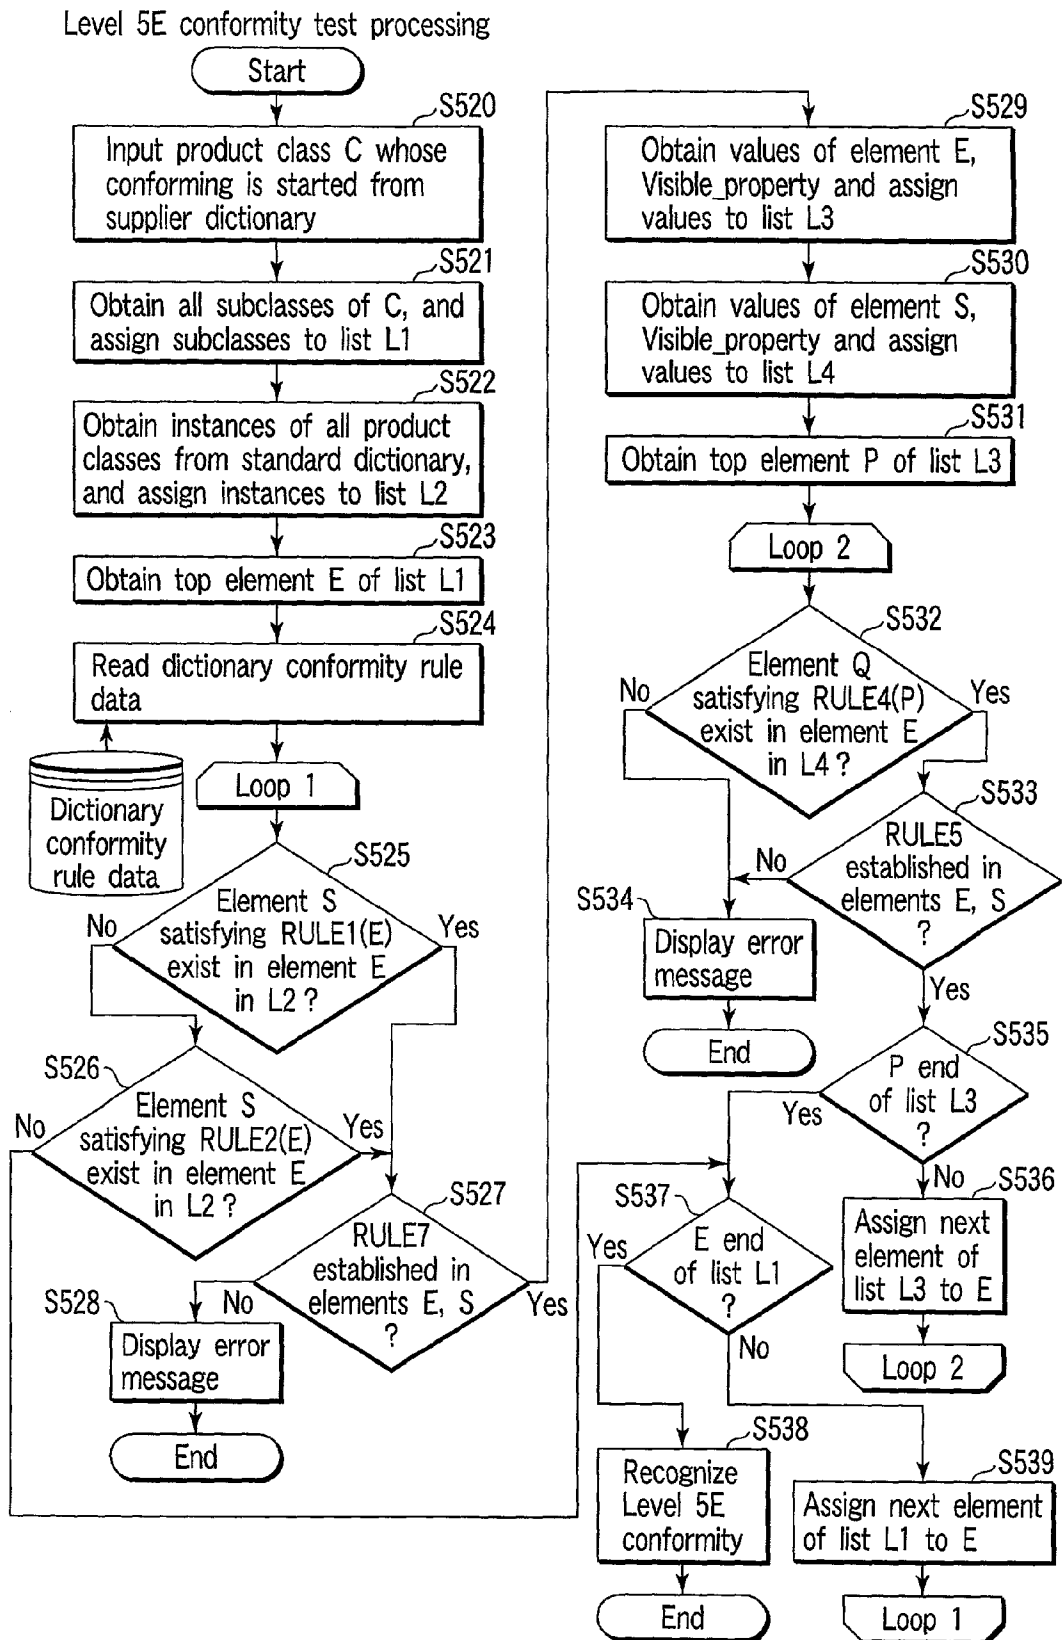 Level 5E conformity test processing
Start
S520
Input product class C whose
conforming is started from
supplier dictionary
S521
Obtain all subclasses of C, and
assign subclasses to list L1
S522
Obtain instances of all product
classes from standard dictionary,
and assign instances to list L2
S523
Obtain top element E of list L1
S524
Read dictionary conformity rule
data
Dictionary
conformity
rule data
Loop 1
S525
Element S
satisfying RULE1(E)
exist in element E
in L2 ?
No
Yes
S526
Element S
satisfying RULE2(E)
exist in element E
in L2 ?
No
Yes
S527
RULE7
established in
elements E, S
?
No
Yes
S528
Display error
message
End
S529
Obtain values of element E,
Visible_property and assign
values to list L3
S530
Obtain values of element S,
Visible_property and assign
values to list L4
S531
Obtain top element P of list L3
Loop 2
S532
Element Q
satisfying RULE4(P)
exist in element E
in L4 ?
No
Yes
S533
RULE5
established in
elements E, S
?
No
Yes
S534
Display error
message
End
S535
P end
of list L3
?
Yes
No
S536
Assign next
element of
list L3 to E
Loop 2
S537
E end
of list L1
?
Yes
No
S538
Recognize
Level 5E
conformity
End
S539
Assign next element
of list L1 to E
Loop 1